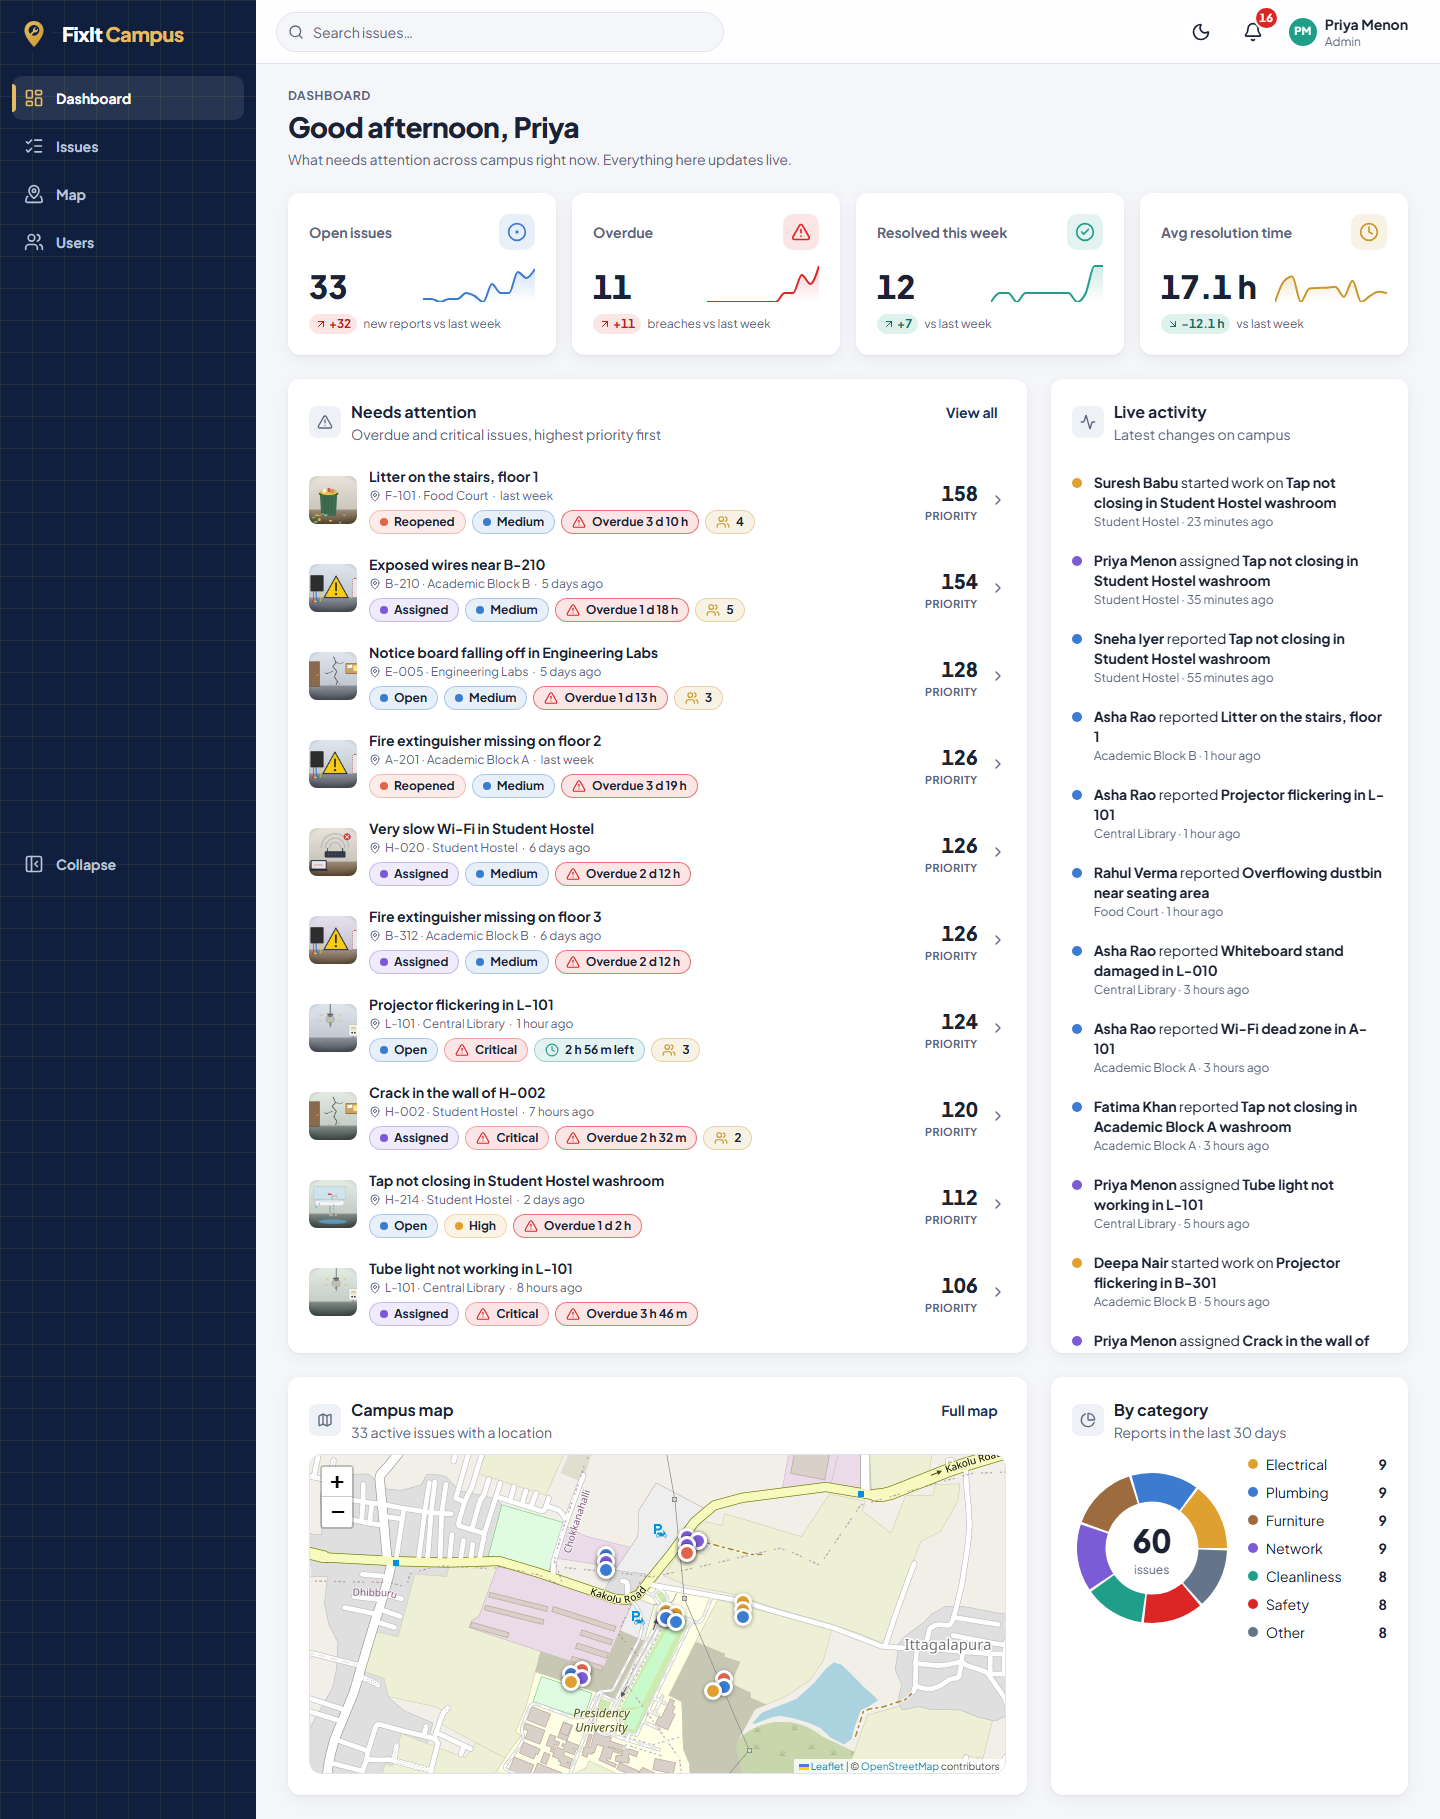 FixIt Campus
Search issues...
16
PM
Priya Menon
Admin
Dashboard
Issues
Map
Users
Collapse
DASHBOARD
Good afternoon, Priya
What needs attention across campus right now. Everything here updates live.
Open issues
33
+32 new reports vs last week
Overdue
11
+11 breaches vs last week
Resolved this week
12
+7 vs last week
Avg resolution time
17.1 h
-12.1 h vs last week
Needs attention
Overdue and critical issues, highest priority first
View all
Litter on the stairs, floor 1
F-101 · Food Court · last week
Reopened Medium Overdue 3 d 10 h 4
158
PRIORITY
Exposed wires near B-210
B-210 · Academic Block B · 5 days ago
Assigned Medium Overdue 1 d 18 h 5
154
PRIORITY
Notice board falling off in Engineering Labs
E-005 · Engineering Labs · 5 days ago
Open Medium Overdue 1 d 13 h 3
128
PRIORITY
Fire extinguisher missing on floor 2
A-201 · Academic Block A · last week
Reopened Medium Overdue 3 d 19 h
126
PRIORITY
Very slow Wi-Fi in Student Hostel
H-020 · Student Hostel · 6 days ago
Assigned Medium Overdue 2 d 12 h
126
PRIORITY
Fire extinguisher missing on floor 3
B-312 · Academic Block B · 6 days ago
Assigned Medium Overdue 2 d 12 h
126
PRIORITY
Projector flickering in L-101
L-101 · Central Library · 1 hour ago
Open Critical 2 h 56 m left 3
124
PRIORITY
Crack in the wall of H-002
H-002 · Student Hostel · 7 hours ago
Assigned Critical Overdue 2 h 32 m 2
120
PRIORITY
Tap not closing in Student Hostel washroom
H-214 · Student Hostel · 2 days ago
Open High Overdue 1 d 2 h
112
PRIORITY
Tube light not working in L-101
L-101 · Central Library · 8 hours ago
Assigned Critical Overdue 3 h 46 m
106
PRIORITY
Live activity
Latest changes on campus
Suresh Babu started work on Tap not
closing in Student Hostel washroom
Student Hostel · 23 minutes ago
Priya Menon assigned Tap not closing in
Student Hostel washroom
Student Hostel · 35 minutes ago
Sneha Iyer reported Tap not closing in
Student Hostel washroom
Student Hostel · 55 minutes ago
Asha Rao reported Litter on the stairs, floor
1
Academic Block B · 1 hour ago
Asha Rao reported Projector flickering in L-
101
Central Library · 1 hour ago
Rahul Verma reported Overflowing dustbin
near seating area
Food Court · 1 hour ago
Asha Rao reported Whiteboard stand
damaged in L-010
Central Library · 3 hours ago
Asha Rao reported Wi-Fi dead zone in A-
101
Academic Block A · 3 hours ago
Fatima Khan reported Tap not closing in
Academic Block A washroom
Academic Block A · 3 hours ago
Priya Menon assigned Tube light not
working in L-101
Central Library · 5 hours ago
Deepa Nair started work on Projector
flickering in B-301
Academic Block B · 5 hours ago
Priya Menon assigned Crack in the wall of
Campus map
33 active issues with a location
Full map
+
−
Kakolu Road
Chokkanahalli
Dhibburu
Kakolu Road
Ittagalapura
Presidency
University
Leaflet | © OpenStreetMap contributors
By category
Reports in the last 30 days
60
issues
Electrical 9
Plumbing 9
Furniture 9
Network 9
Cleanliness 8
Safety 8
Other 8